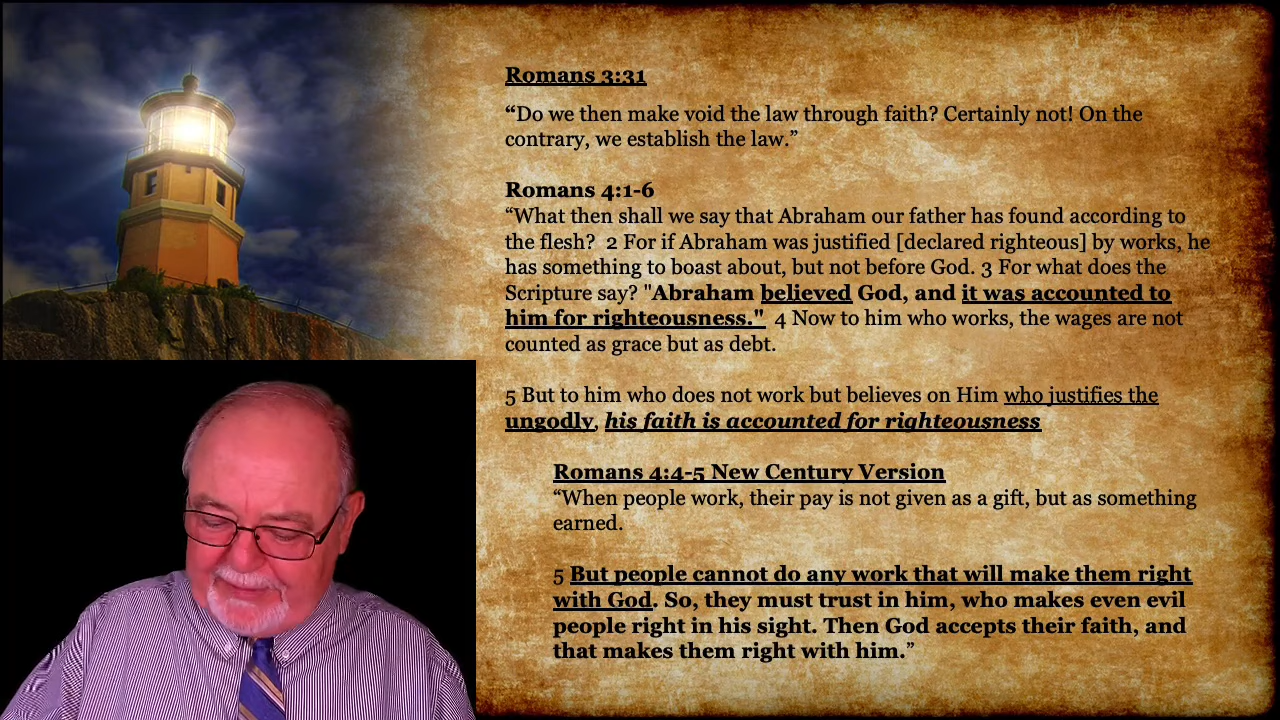 Romans 3:31
“Do we then make void the law through faith? Certainly not! On the
contrary, we establish the law.”
Romans 4:1-6
“What then shall we say that Abraham our father has found according to
the flesh?  2 For if Abraham was justified [declared righteous] by works, he
has something to boast about, but not before God. 3 For what does the
Scripture say? "Abraham believed God, and it was accounted to
him for righteousness."  4 Now to him who works, the wages are not
counted as grace but as debt.
5 But to him who does not work but believes on Him who justifies the
ungodly, his faith is accounted for righteousness
Romans 4:4-5 New Century Version
“When people work, their pay is not given as a gift, but as something
earned.
5 But people cannot do any work that will make them right
with God. So, they must trust in him, who makes even evil
people right in his sight. Then God accepts their faith, and
that makes them right with him.”